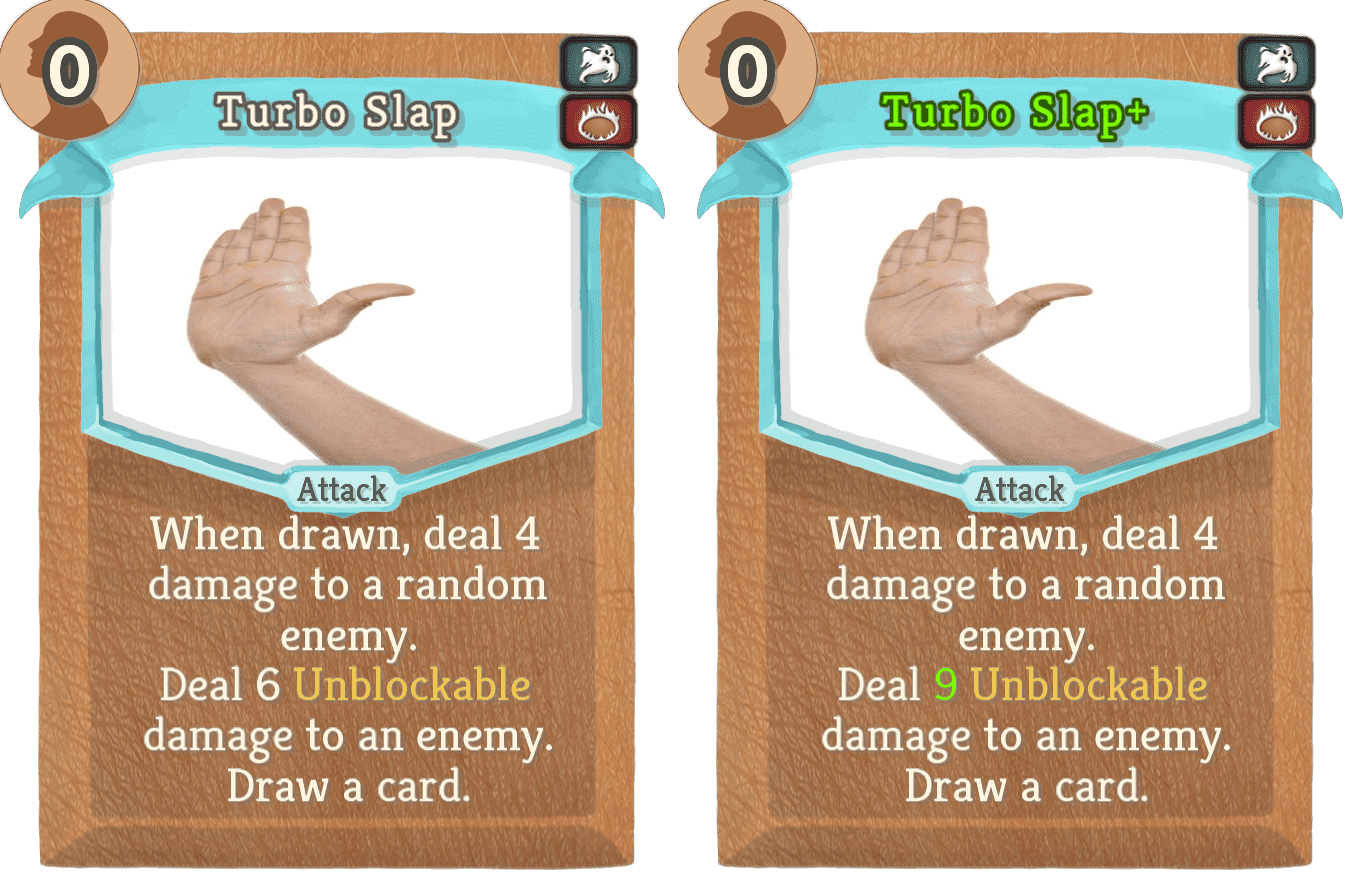 0
Turbo Slap
Attack
When drawn, deal 4
damage to a random
enemy.
Deal 6 Unblockable
damage to an enemy.
Draw a card.
0
Turbo Slap+
Attack
When drawn, deal 4
damage to a random
enemy.
Deal 9 Unblockable
damage to an enemy.
Draw a card.